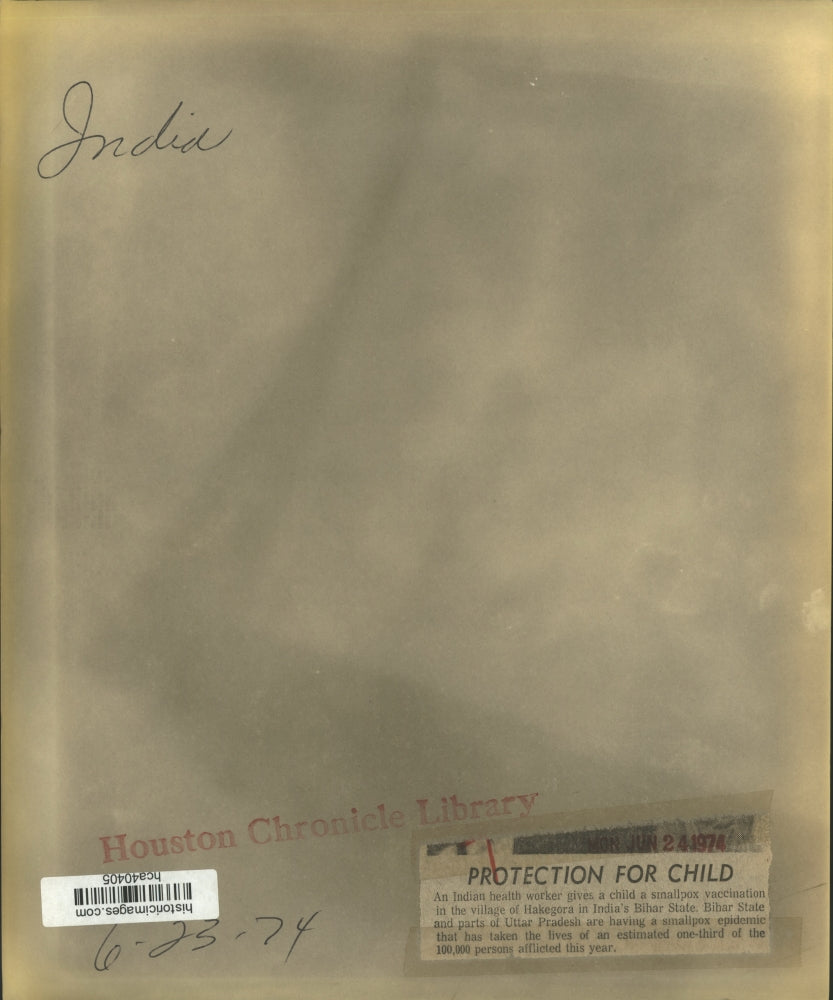 India
Houston Chronicle Library
MON JUN 24 1974
PROTECTION FOR CHILD
An Indian health worker gives a child a smallpox vaccination
in the village of Hakegora in India's Bihar State. Bihar State
and parts of Uttar Pradesh are having a smallpox epidemic
that has taken the lives of an estimated one-third of the
100,000 persons afflicted this year.
historicimages.com
hca40405
6-23-74